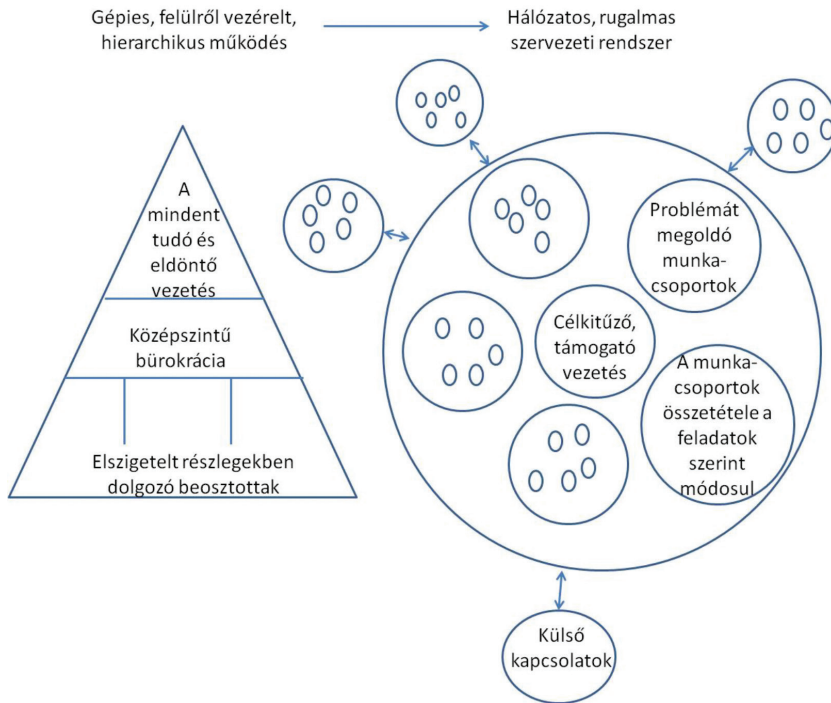 Gépies, felülről vezérelt,
hierarchikus működés
Hálózatos, rugalmas
szervezeti rendszer
A
mindent
tudó és
eldöntő
vezetés
Középszintű
bürokrácia
Elszigetelt részlegekben
dolgozó beosztottak
Problémát
megoldó
munka-
csoportok
Célkitűző,
támogató
vezetés
A munka-
csoportok
összetétele a
feladatok
szerint
módosul
Külső
kapcsolatok